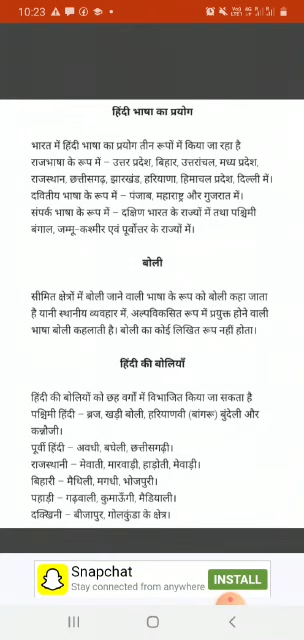 10:23
हिंदी भाषा का प्रयोग
भारत में हिंदी भाषा का प्रयोग तीन रूपों में किया जा रहा है
राजभाषा के रूप में – उत्तर प्रदेश, बिहार, उत्तरांचल, मध्य प्रदेश,
राजस्थान, छत्तीसगढ़, झारखंड, हरियाणा, हिमाचल प्रदेश, दिल्ली में।
दवितीय भाषा के रूप में – पंजाब, महाराष्ट्र और गुजरात में।
संपर्क भाषा के रूप में – दक्षिण भारत के राज्यों में तथा पश्चिमी
बंगाल, जम्मू-कश्मीर एवं पूर्वोत्तर के राज्यों में।
बोली
सीमित क्षेत्रों में बोली जाने वाली भाषा के रूप को बोली कहा जाता
है यानी स्थानीय व्यवहार में, अल्पविकसित रूप में प्रयुक्त होने वाली
भाषा बोली कहलाती है। बोली का कोई लिखित रूप नहीं होता।
हिंदी की बोलियाँ
हिंदी की बोलियों को छह वर्गों में विभाजित किया जा सकता है
पश्चिमी हिंदी – ब्रज, खड़ी बोली, हरियाणवी (बांगरू) बुंदेली और
कन्नौजी।
पूर्वी हिंदी – अवधी, बघेली, छत्तीसगढ़ी।
राजस्थानी – मेवाती, मारवाड़ी, हाड़ोती, मेवाड़ी।
बिहारी – मैथिली, मगधी, भोजपुरी।
पहाड़ी – गढ़वाली, कुमाऊँगी, मैडियाली।
दक्खिनी – बीजापुर, गोलकुंडा के क्षेत्र।
Snapchat
Stay connected from anywhere
INSTALL